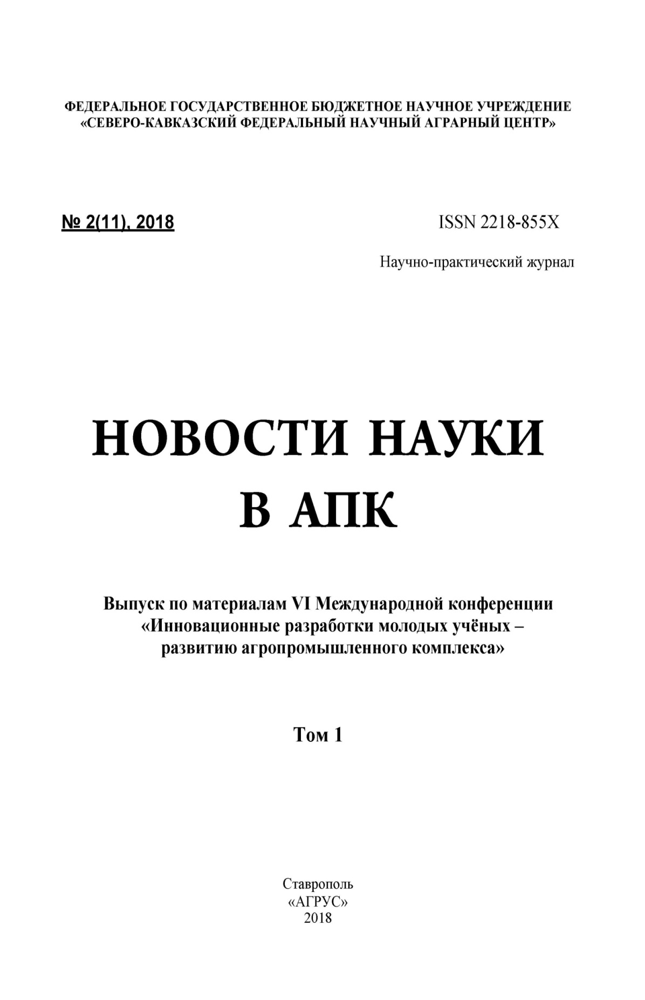 ФЕДЕРАЛЬНОЕ ГОСУДАРСТВЕННОЕ БЮДЖЕТНОЕ НАУЧНОЕ УЧРЕЖДЕНИЕ
«СЕВЕРО-КАВКАЗСКИЙ ФЕДЕРАЛЬНЫЙ НАУЧНЫЙ АГРАРНЫЙ ЦЕНТР»
№ 2(11), 2018 ISSN 2218-855X
Научно-практический журнал
НОВОСТИ НАУКИ
В АПК
Выпуск по материалам VI Международной конференции
«Инновационные разработки молодых учёных –
развитию агропромышленного комплекса»
Том 1
Ставрополь
«АГРУС»
2018